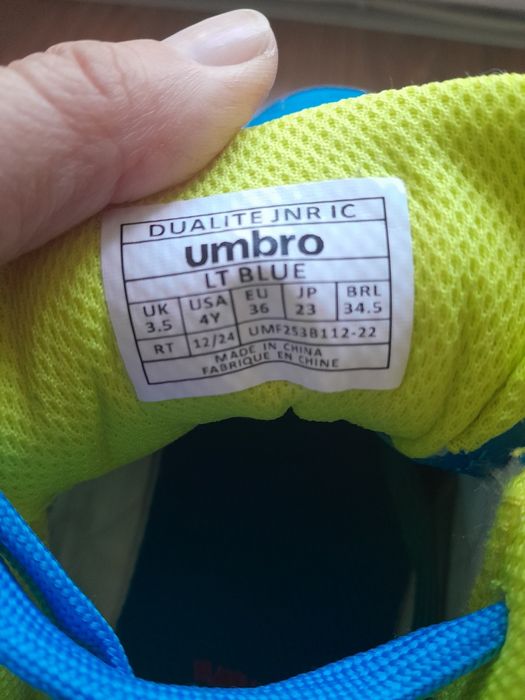 DUALITE JNR IC
umbro
LT BLUE
UK USA EU JP BRL
3.5 4Y 36 23 34.5
RT 12/24 UMF253B112-22
MADE IN CHINA
FABRIQUE EN CHINE